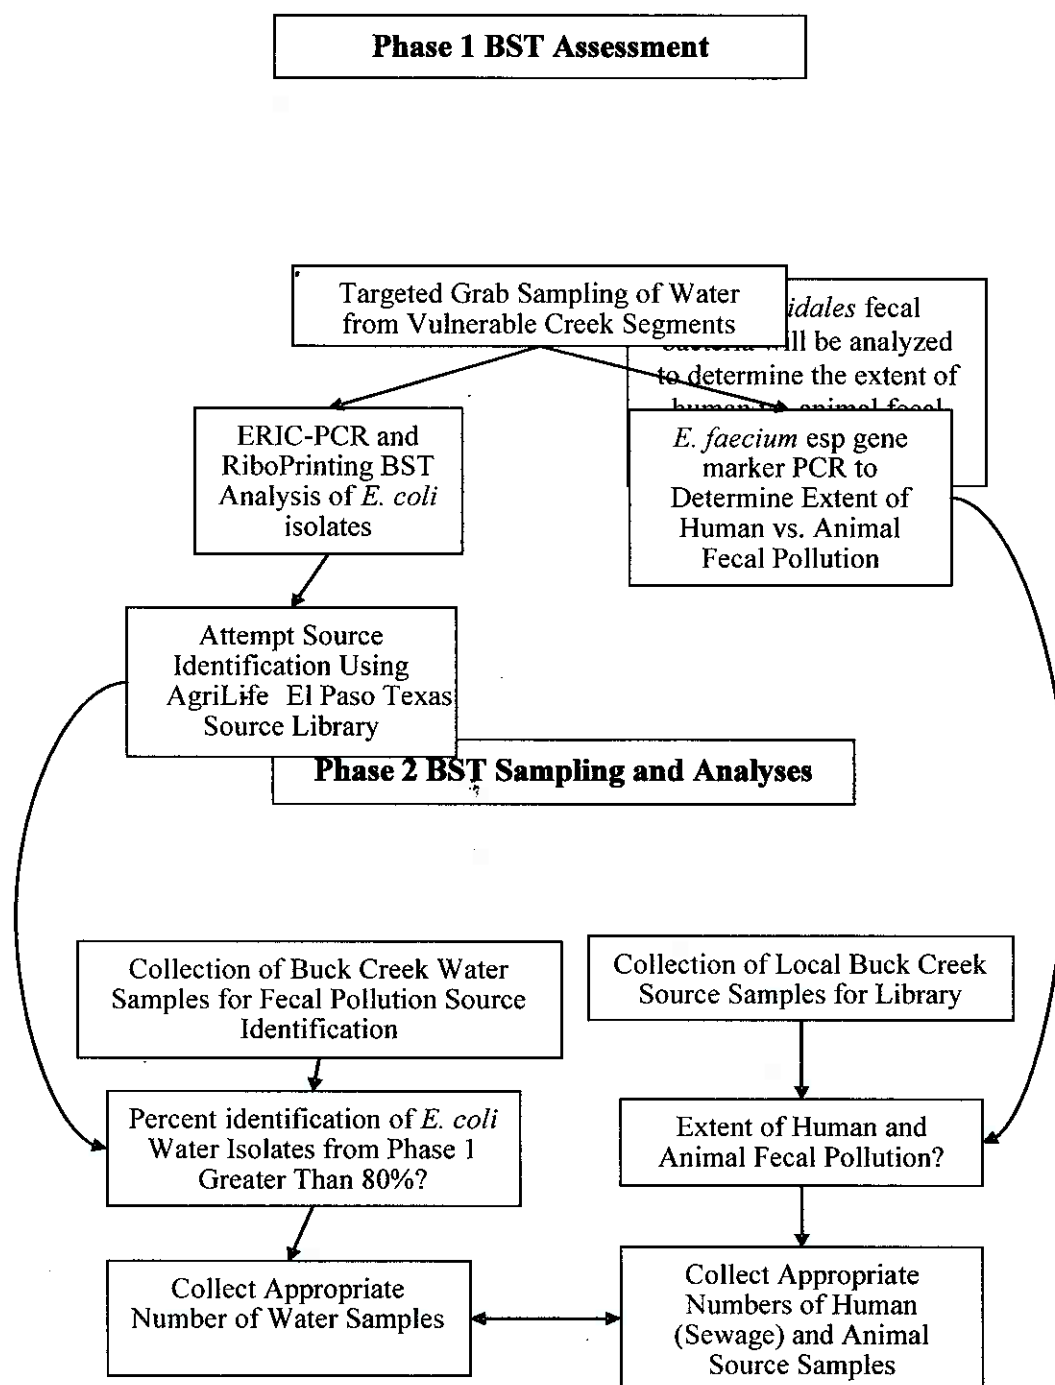 Phase 1 BST Assessment
Targeted Grab Sampling of Water
from Vulnerable Creek Segments
idales fecal
bacteria will be analyzed
to determine the extent of
human vs. animal fecal
ERIC-PCR and
RiboPrinting BST
Analysis of E. coli
isolates
E. faecium esp gene
marker PCR to
Determine Extent of
Human vs. Animal
Fecal Pollution
Attempt Source
Identification Using
AgriLife El Paso Texas
Source Library
Phase 2 BST Sampling and Analyses
Collection of Buck Creek Water
Samples for Fecal Pollution Source
Identification
Collection of Local Buck Creek
Source Samples for Library
Percent identification of E. coli
Water Isolates from Phase 1
Greater Than 80%?
Extent of Human and
Animal Fecal Pollution?
Collect Appropriate
Number of Water Samples
Collect Appropriate
Numbers of Human
(Sewage) and Animal
Source Samples